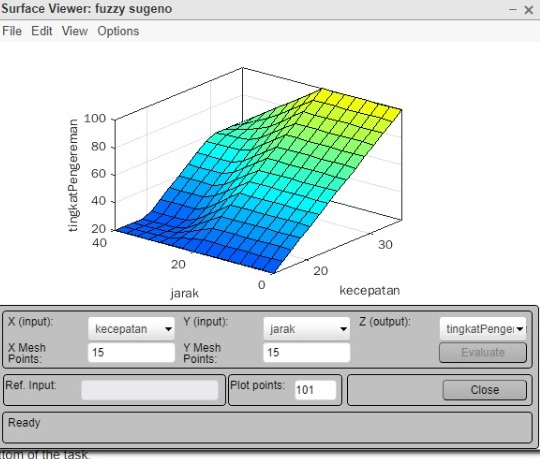 Surface Viewer: fuzzy sugeno
File Edit View Options
100
80
60
40
20
tingkatPengereman
40
20
0
jarak
20
30
kecepatan
X (input): kecepatan Y (input): jarak Z (output): tingkatPenger
X Mesh Points: 15 Y Mesh Points: 15 Evaluate
Ref. Input: Plot points: 101 Close
Ready
ttom of the task.